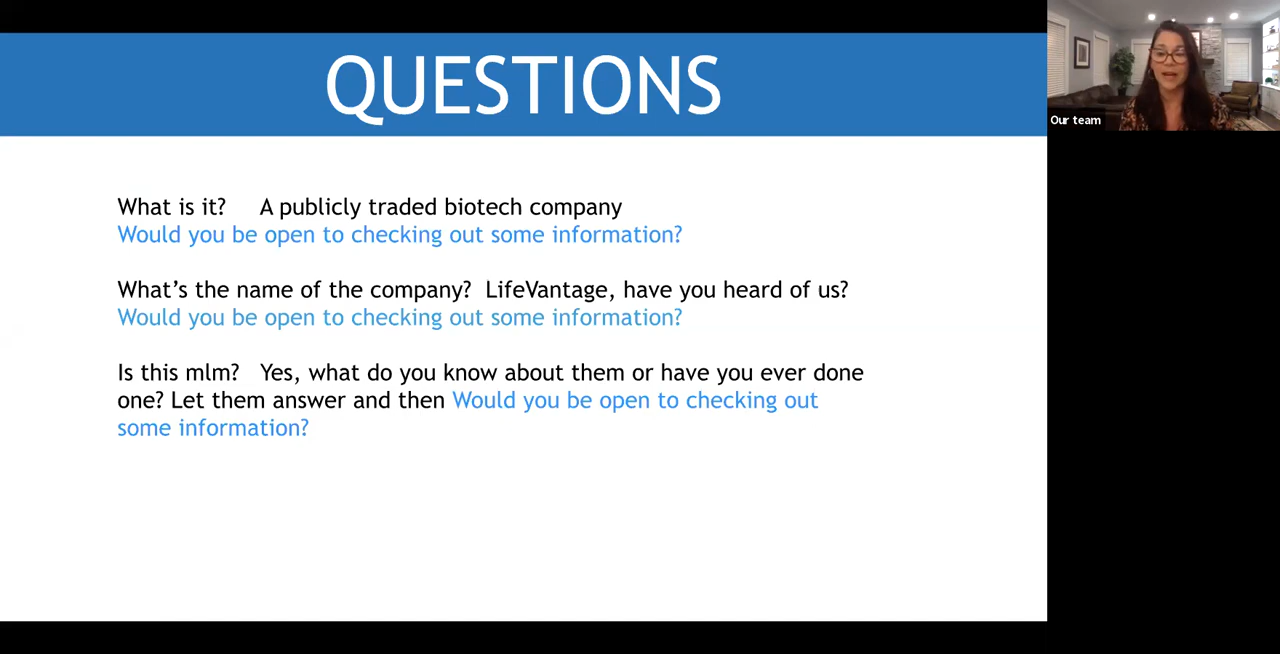 QUESTIONS
Our team
What is it? A publicly traded biotech company
Would you be open to checking out some information?
What's the name of the company? LifeVantage, have you heard of us?
Would you be open to checking out some information?
Is this mlm? Yes, what do you know about them or have you ever done
one? Let them answer and then Would you be open to checking out
some information?